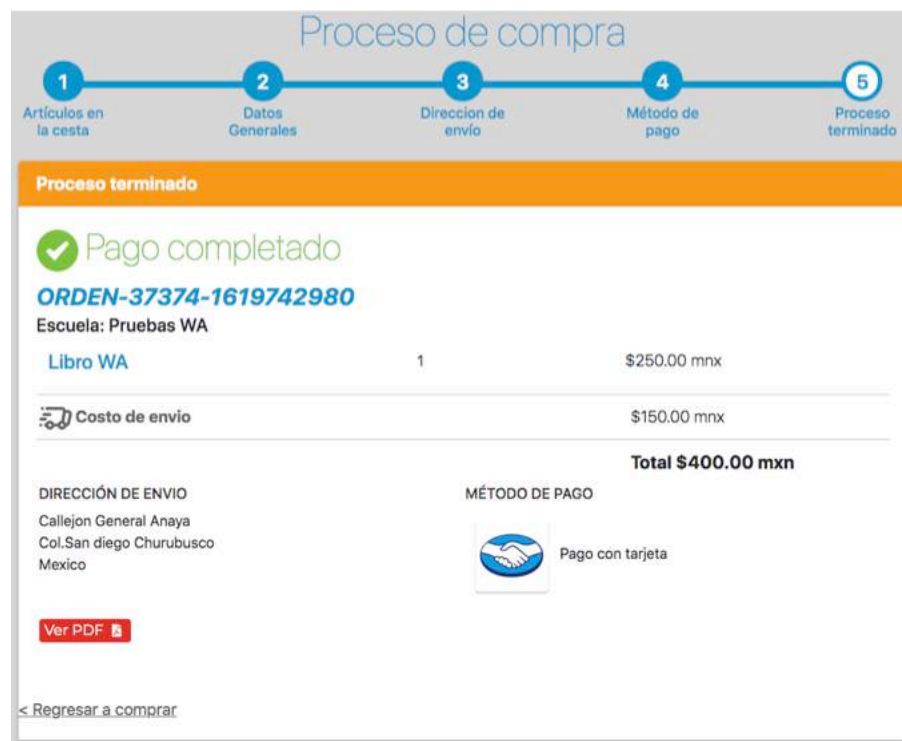 Proceso de compra
1 2 3 4 5
Artículos en la cesta
Datos Generales
Direccion de envío
Método de pago
Proceso terminado
Proceso terminado
Pago completado
ORDEN-37374-1619742980
Escuela: Pruebas WA
Libro WA 1 $250.00 mnx
Costo de envio $150.00 mnx
Total $400.00 mxn
DIRECCIÓN DE ENVIO
Callejon General Anaya
Col.San diego Churubusco
Mexico
MÉTODO DE PAGO
Pago con tarjeta
Ver PDF
< Regresar a comprar